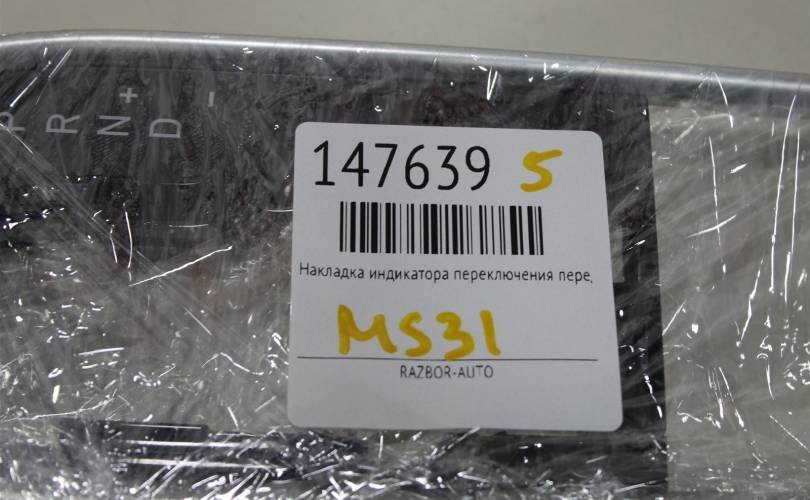 P R N D + -
147639 5
Накладка индикатора переключения пере,
MS31
RAZBOR-AUTO